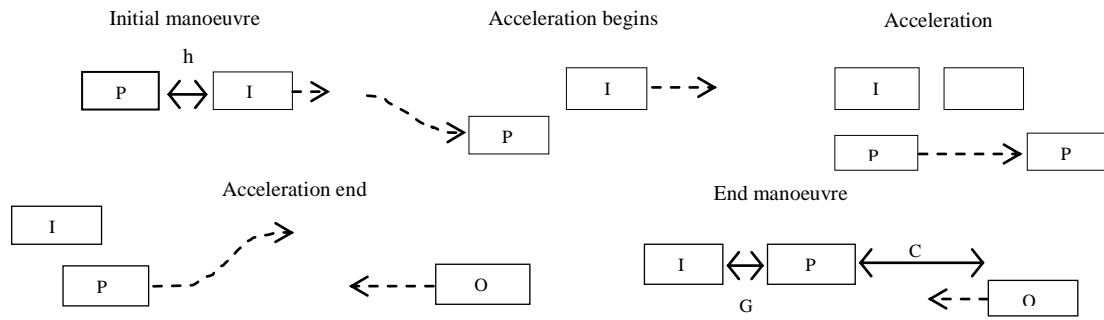 Initial manoeuvre
Acceleration begins
Acceleration
h
P
I
P
I
I
P
P
Acceleration end
End manoeuvre
I
P
O
I
P
C
G
O